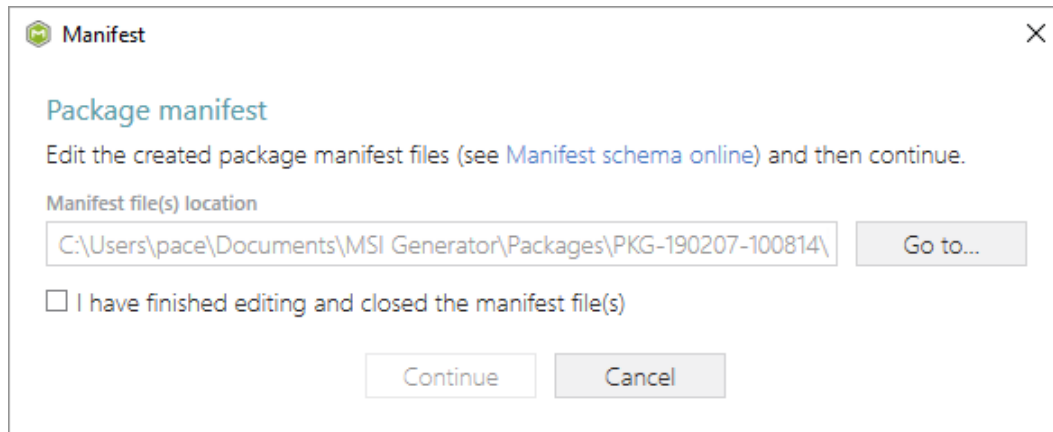 Manifest
Package manifest
Edit the created package manifest files (see Manifest schema online) and then continue.
Manifest file(s) location
C:\Users\pace\Documents\MSI Generator\Packages\PKG-190207-100814\
Go to...
I have finished editing and closed the manifest file(s)
Continue
Cancel